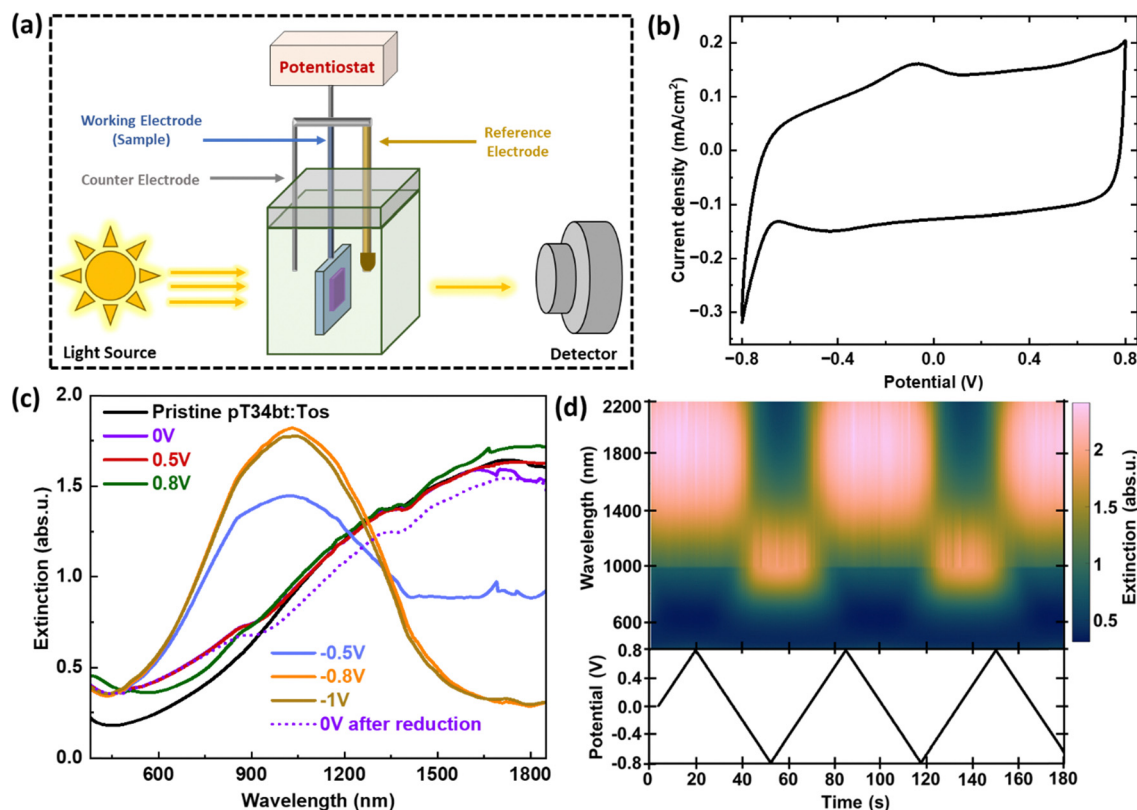 (a)
Potentiostat
Working Electrode
(Sample)
Reference
Electrode
Counter Electrode
Light Source
Detector
(b)
Current density (mA/cm²)
0.2
0.1
0.0
−0.1
−0.2
−0.3
−0.8
−0.4
0.0
0.4
0.8
Potential (V)
(c)
Extinction (abs.u.)
2.0
1.5
1.0
0.5
0.0
Pristine pT34bt:Tos
0V
0.5V
0.8V
-0.5V
-0.8V
-1V
0V after reduction
600
900
1200
1500
1800
Wavelength (nm)
(d)
Wavelength (nm)
2200
1800
1400
1000
600
2
1.5
1
0.5
Extinction (abs.u.)
Potential (V)
0.8
0.4
0.0
-0.4
-0.8
0
20
40
60
80
100
120
140
160
180
Time (s)